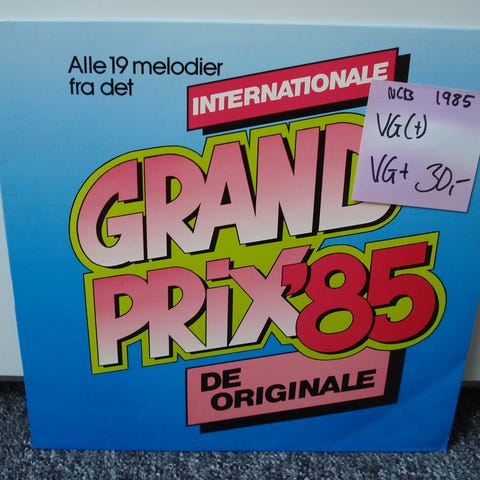 Alle 19 melodier
fra det
INTERNATIONALE
GRAND
PRiX'85
DE
ORIGINALE
NCB 1985
VG(+)
VG+ 30,-